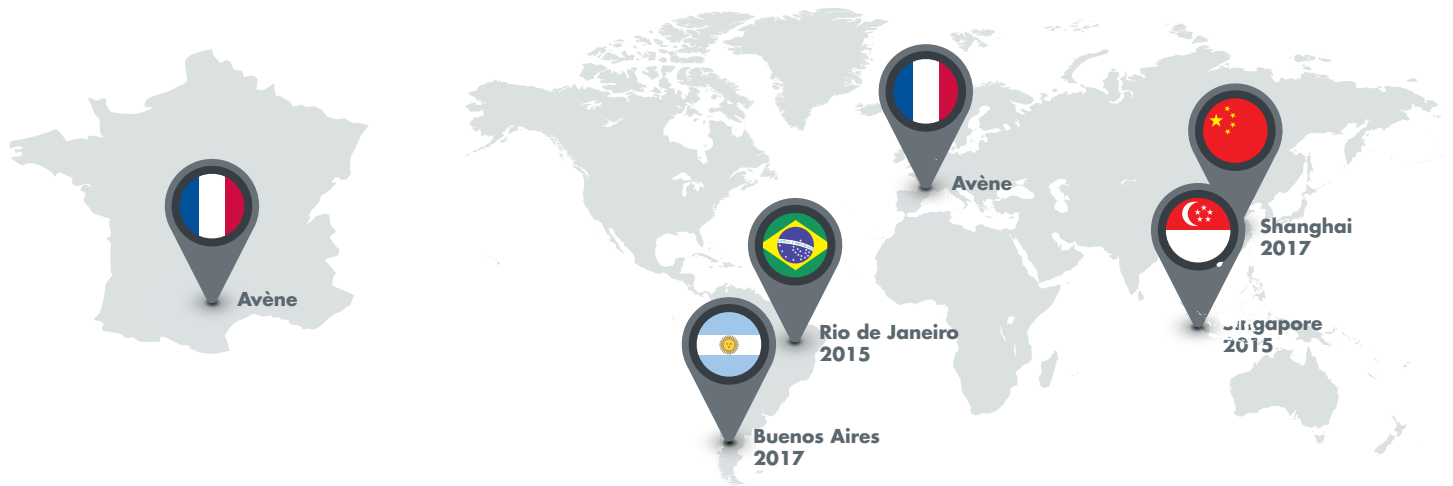 Avène
Avène
Shanghai
2017
Singapore
2015
Rio de Janeiro
2015
Buenos Aires
2017